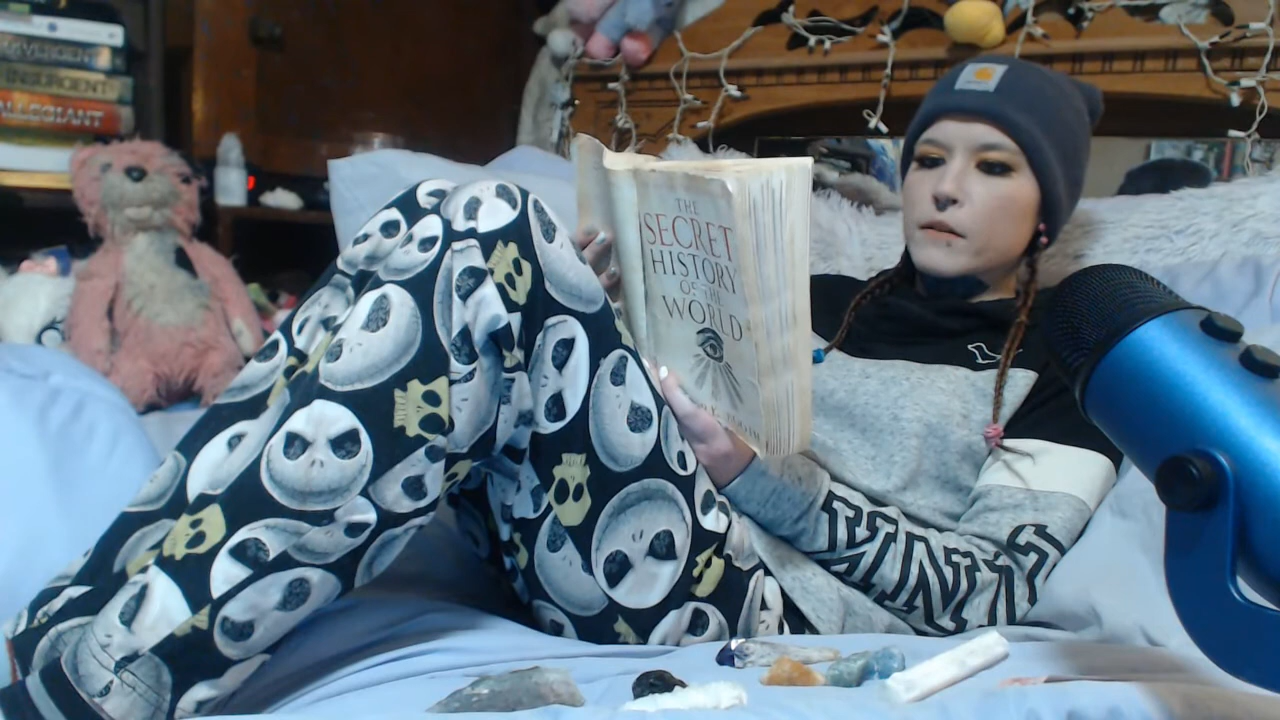 DIVERGENT
INSURGENT
ALLEGIANT
THE
SECRET
HISTORY
OF THE
WORLD